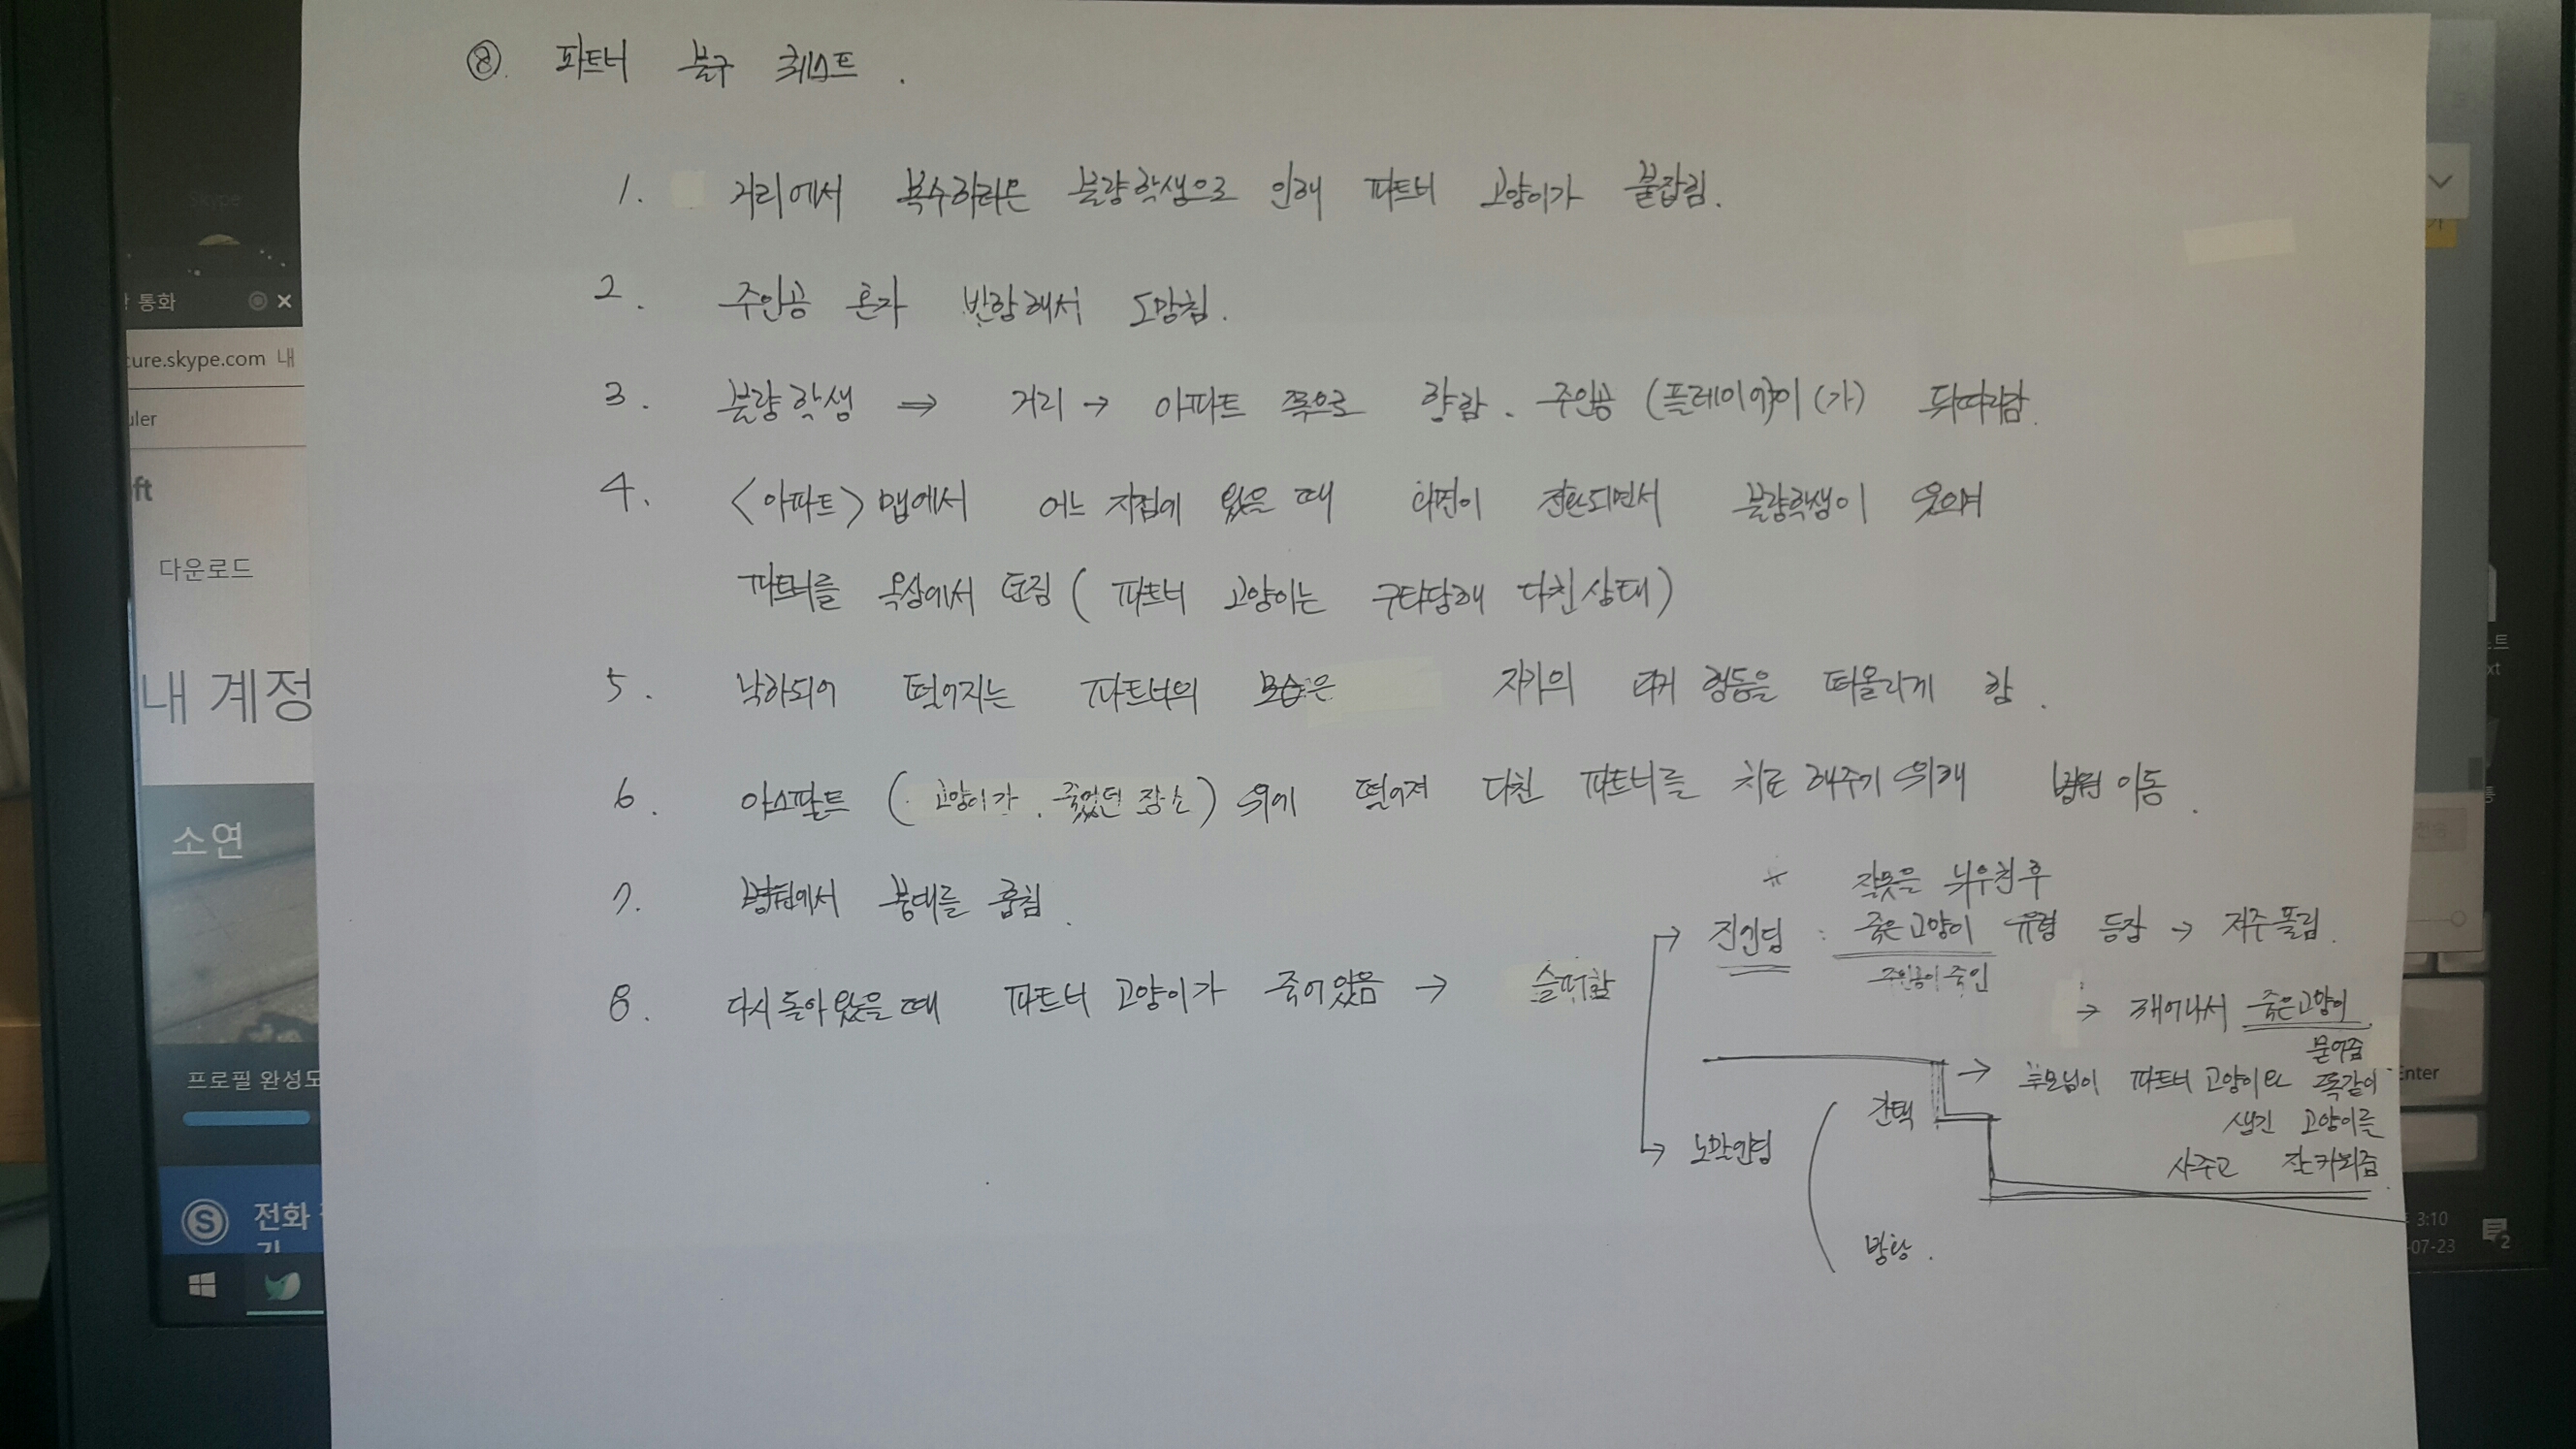 ⑧. 파트너 불구 퀘스트.
1. 거리에서 복수하려온 불량학생으로 인해 파트너 고양이가 붙잡힘.
2. 주인공 혼자 반항해서 도망침.
3. 불량학생 ⇒ 거리 → 아파트 쪽으로 향함. 주인공 (플레이어)이(가) 뒤따라감.
4. <아파트> 맵에서 어느 지점에 왔을 때 화면이 전환되면서 불량학생이 웃으며
파트너를 옥상에서 던짐 (파트너 고양이는 구타당해 다친 상태)
5. 낙하되어 떨어지는 파트너의 모습은 자기의 과거 행동을 떠올리게 함.
6. 아스팔트 (고양이가 죽었던 장소) 위에 떨어져 다친 파트너를 치료해주기 위해 병원 이동.
7. 병원에서 붕대를 훔침.
8. 다시 돌아왔을 때 파트너 고양이가 죽어있음 → 슬퍼함
* 잘못을 뉘우친 후
→ 진엔딩 : 죽은 고양이 유령 등장 → 저주 풀림.
주인공이 죽인
→ 깨어나서 죽은 고양이
묻어줌
→ 부모님이 파트너 고양이와 똑같이
생긴 고양이를
사주고 잘 키워줌.
→ 노말엔딩
간택
방황.
Skype
통화
cure.skype.com 내
uler
ft
다운로드
내 계정
소연
프로필 완성도
전화
Enter
3:10
-07-23
2